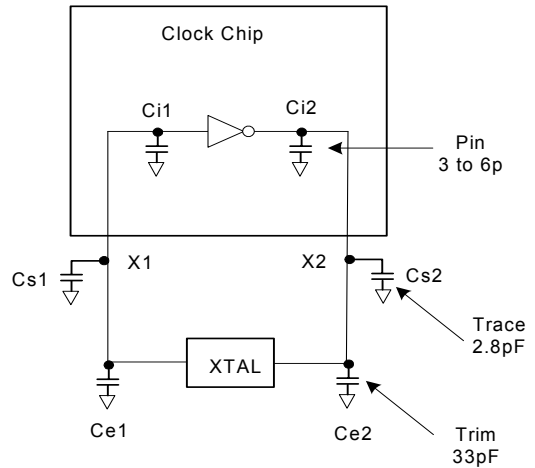 Clock Chip
Ci1
Ci2
Pin
3 to 6p
X1
X2
Cs1
Cs2
Trace
2.8pF
XTAL
Ce1
Ce2
Trim
33pF